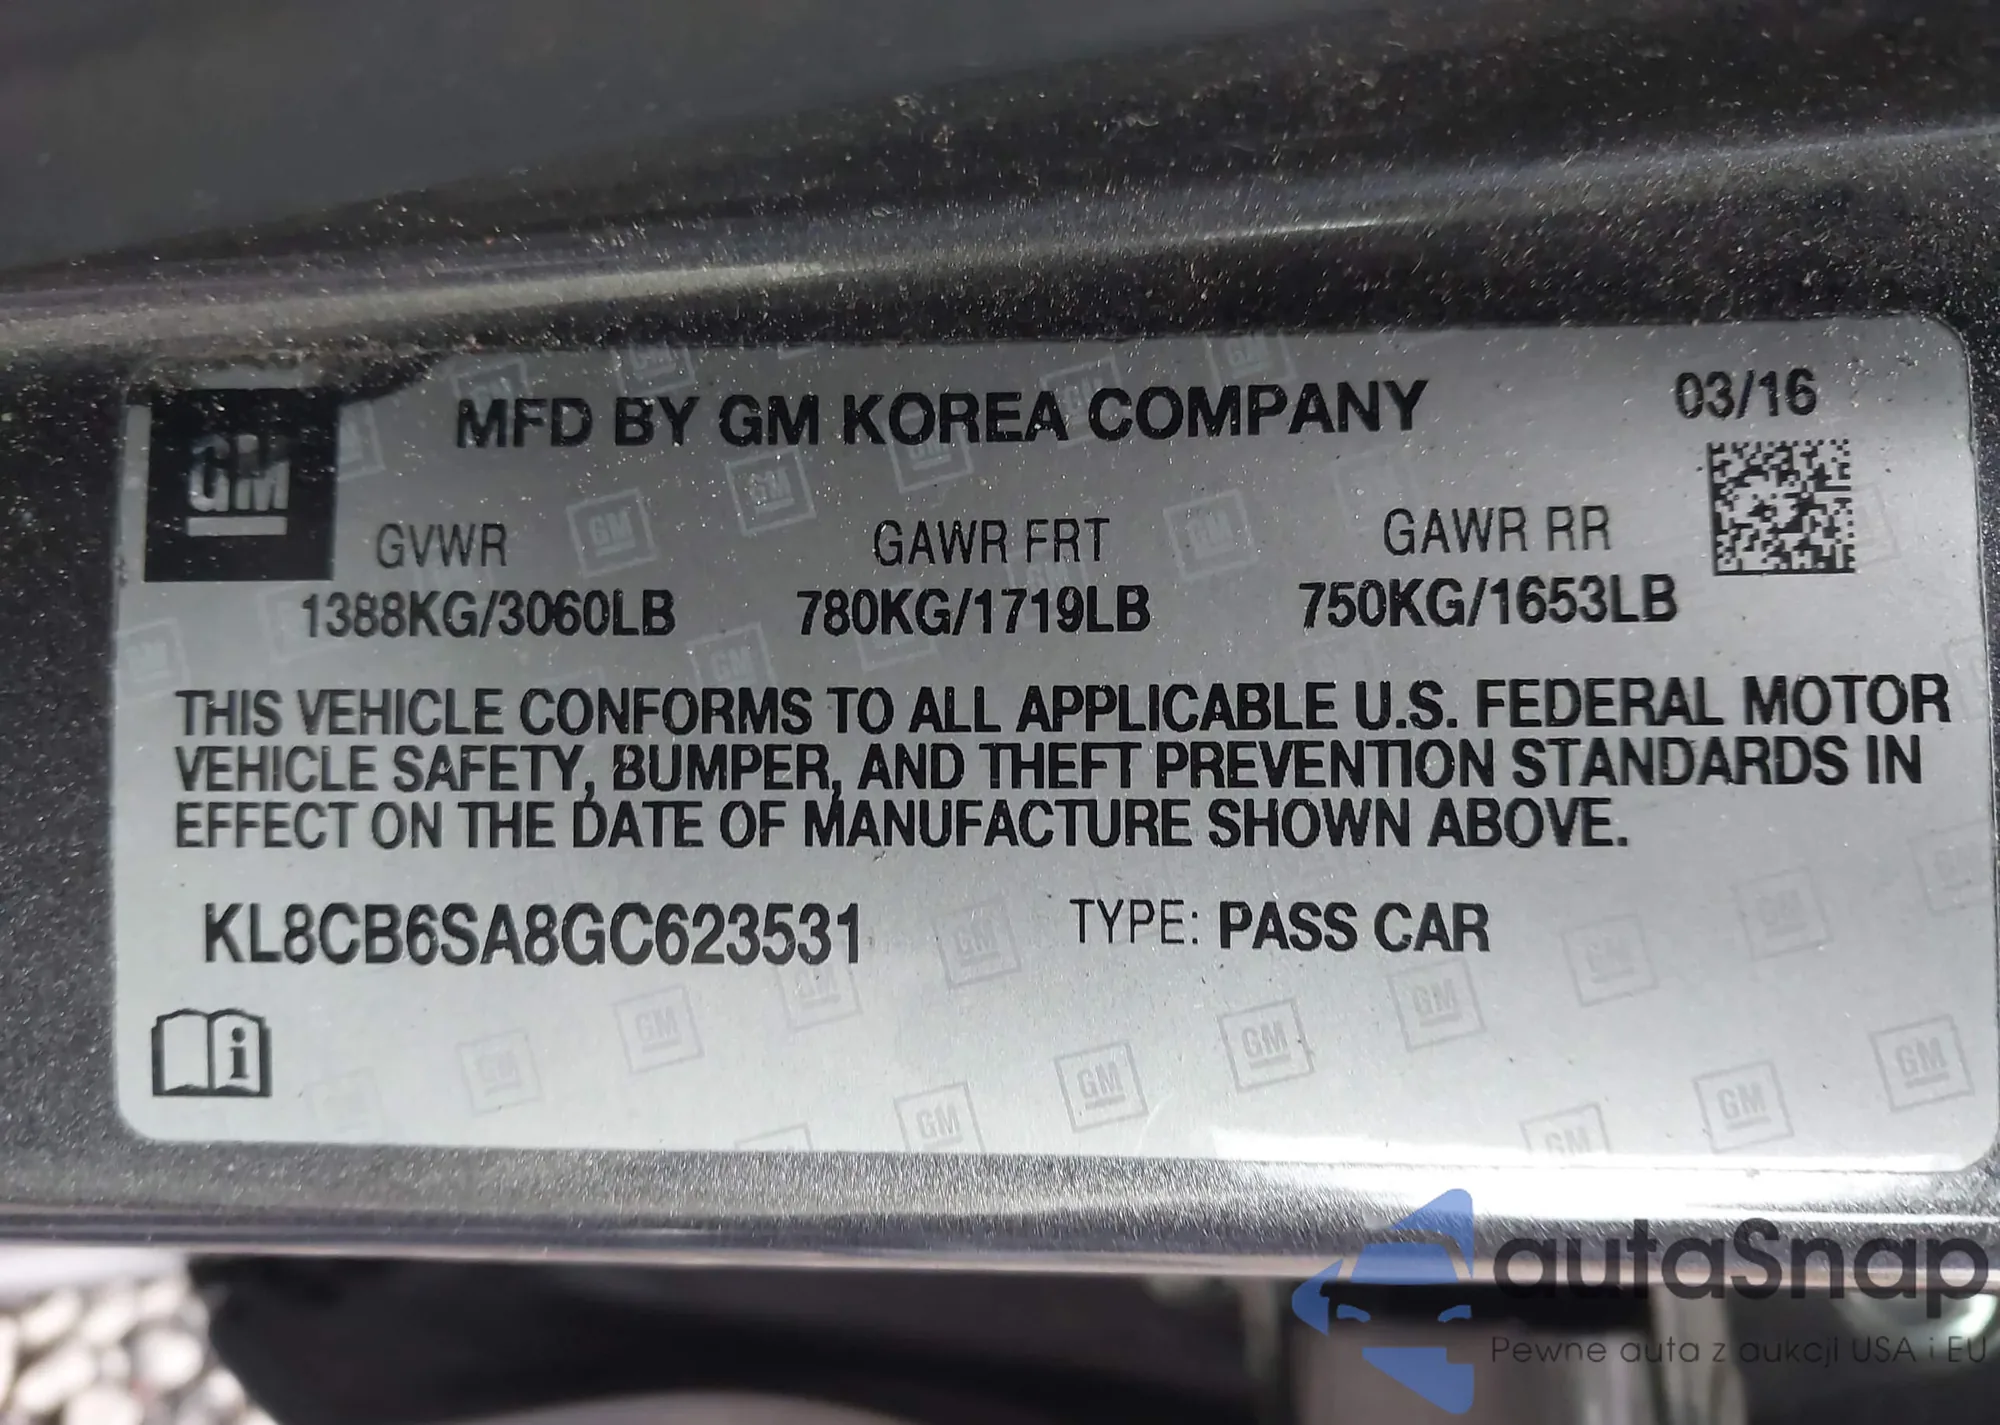 GM
MFD BY GM KOREA COMPANY
03/16
GVWR GAWR FRT GAWR RR
1388KG/3060LB 780KG/1719LB 750KG/1653LB
THIS VEHICLE CONFORMS TO ALL APPLICABLE U.S. FEDERAL MOTOR
VEHICLE SAFETY, BUMPER, AND THEFT PREVENTION STANDARDS IN
EFFECT ON THE DATE OF MANUFACTURE SHOWN ABOVE.
KL8CB6SA8GC623531 TYPE: PASS CAR
i
autaSnap
Pewne auta z aukcji USA i EU